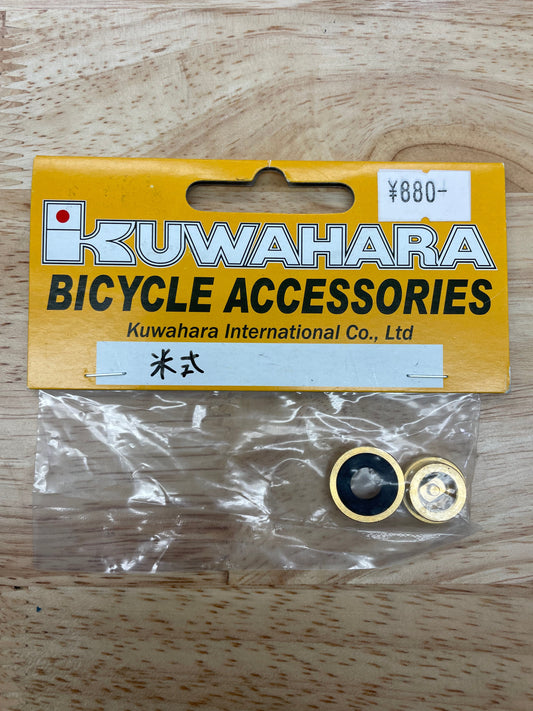 ¥880-
KUWAHARA
BICYCLE ACCESSORIES
Kuwahara International Co., Ltd
米式